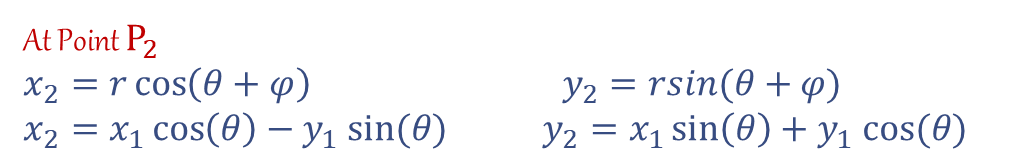 At Point P₂
x₂ = r cos(θ + φ) y₂ = rsin(θ + φ)
x₂ = x₁ cos(θ) − y₁ sin(θ) y₂ = x₁ sin(θ) + y₁ cos(θ)